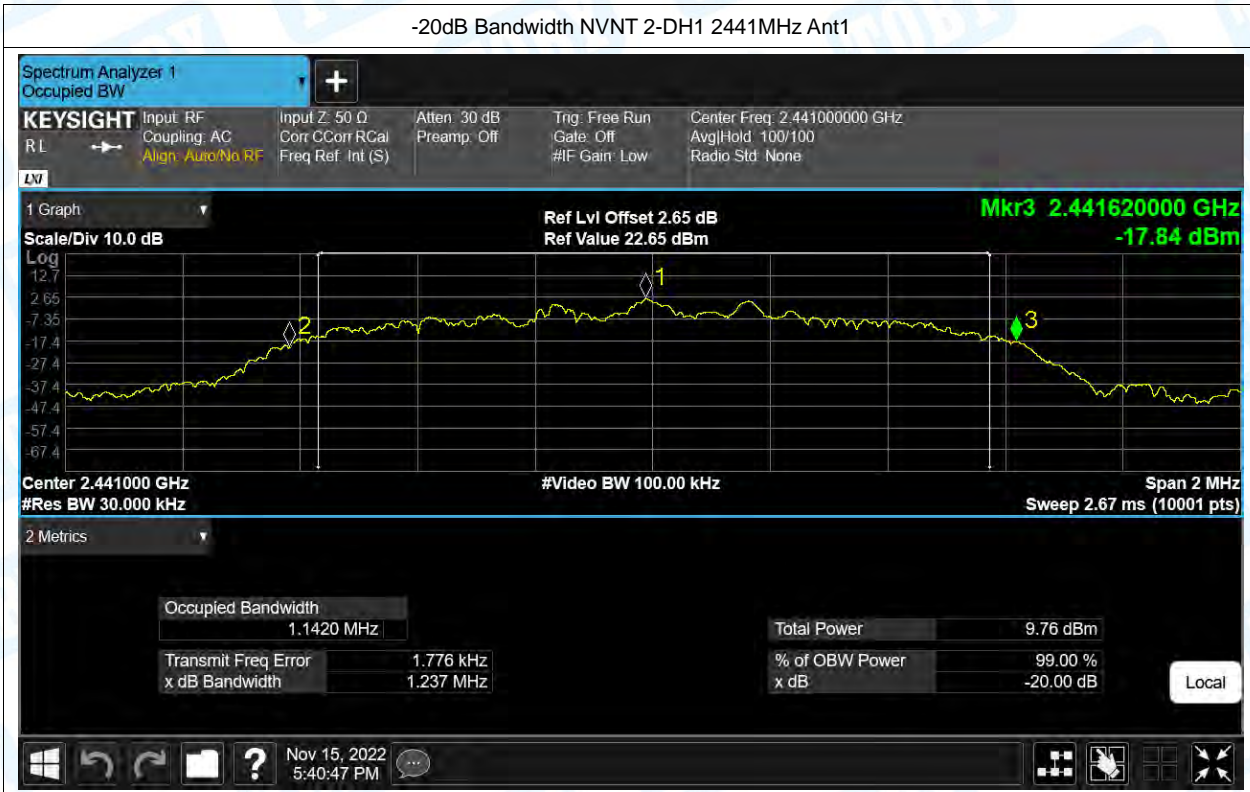 -20dB Bandwidth NVNT 2-DH1 2441MHz Ant1
Spectrum Analyzer 1
Occupied BW
+
KEYSIGHT
RL
LXI
Input: RF
Coupling: AC
Align: Auto/No RF
Input Z: 50 Ω
Corr CCorr RCal
Freq Ref: Int (S)
Atten: 30 dB
Preamp: Off
Trig: Free Run
Gate: Off
#IF Gain: Low
Center Freq: 2.441000000 GHz
Avg|Hold: 100/100
Radio Std: None
1 Graph
Scale/Div 10.0 dB
Ref Lvl Offset 2.65 dB
Ref Value 22.65 dBm
Mkr3 2.441620000 GHz
-17.84 dBm
Log
12.7
2.65
-7.35
-17.4
-27.4
-37.4
-47.4
-57.4
-67.4
1
2
3
Center 2.441000 GHz
#Video BW 100.00 kHz
Span 2 MHz
#Res BW 30.000 kHz
Sweep 2.67 ms (10001 pts)
2 Metrics
Occupied Bandwidth
1.1420 MHz
Total Power 9.76 dBm
Transmit Freq Error 1.776 kHz
% of OBW Power 99.00 %
x dB Bandwidth 1.237 MHz
x dB -20.00 dB
Local
?
Nov 15, 2022
5:40:47 PM